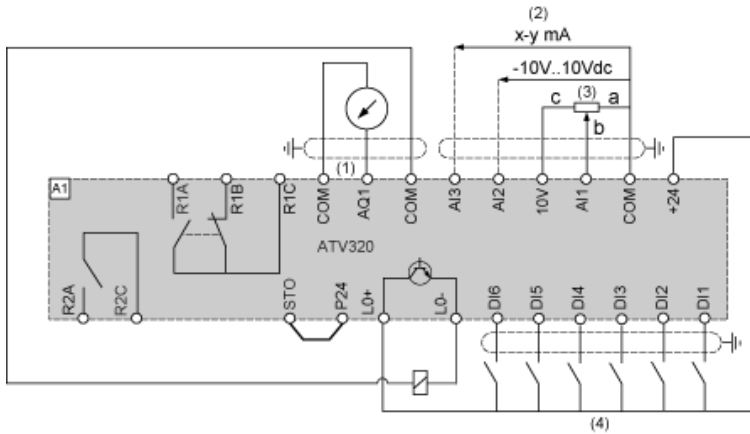 (2)
x-y mA
-10V..10Vdc
c (3) a
b
(1)
A1
R1A R1B R1C COM AQ1 COM AI3 AI2 10V AI1 COM +24
ATV320
R2A R2C STO P24 L0+ L0- DI6 DI5 DI4 DI3 DI2 DI1
(4)